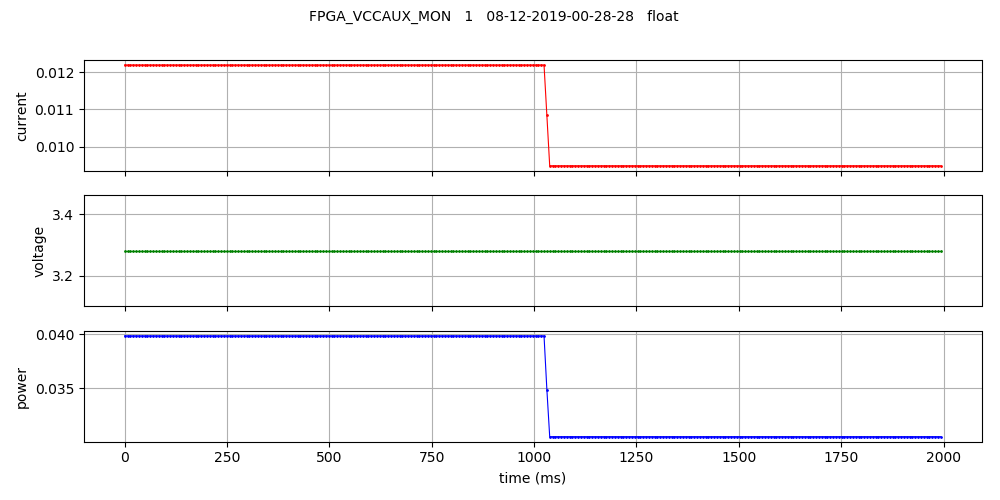 FPGA_VCCAUX_MON   1   08-12-2019-00-28-28   float
0.012
0.011
0.010
current
3.4
3.2
voltage
0.040
0.035
power
0 250 500 750 1000 1250 1500 1750 2000
time (ms)